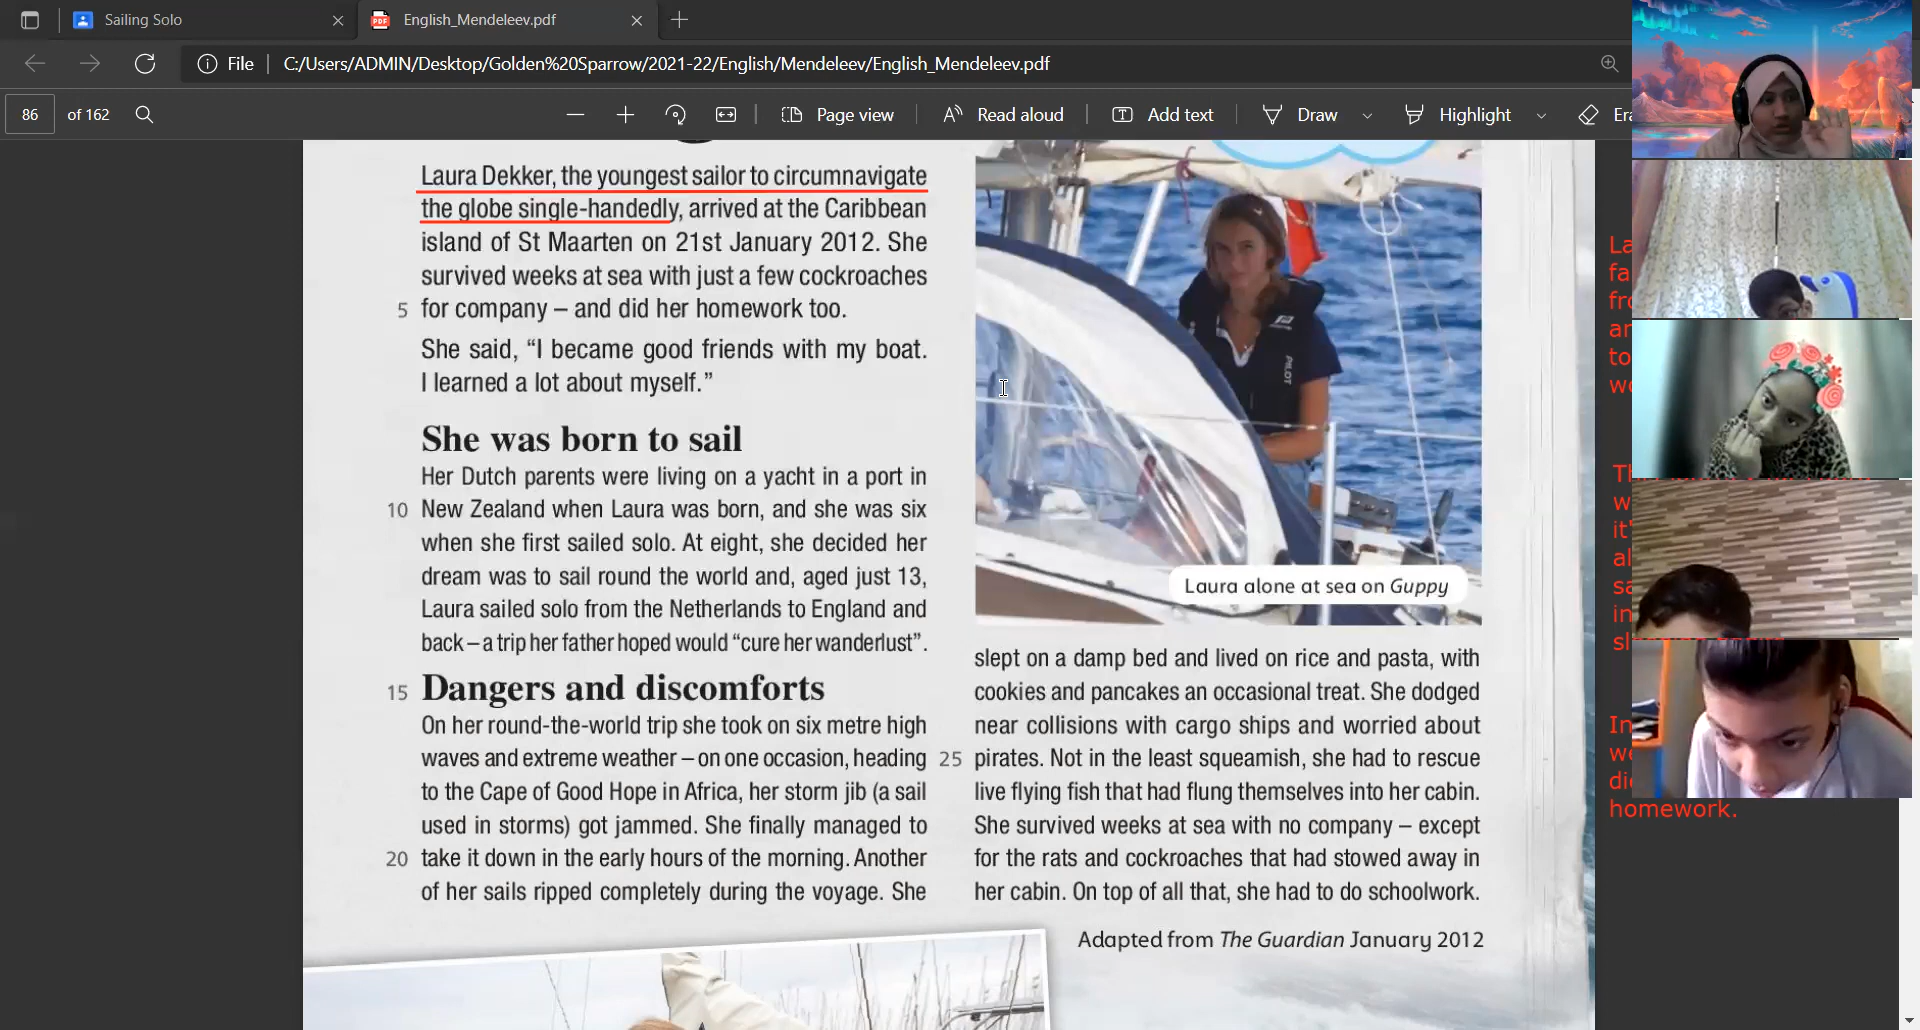 Sailing Solo
English_Mendeleev.pdf
File
C:/Users/ADMIN/Desktop/Golden%20Sparrow/2021-22/English/Mendeleev/English_Mendeleev.pdf
86 of 162
Page view
Read aloud
Add text
Draw
Highlight
Laura Dekker, the youngest sailor to circumnavigate
the globe single-handedly, arrived at the Caribbean
island of St Maarten on 21st January 2012. She
survived weeks at sea with just a few cockroaches
5 for company – and did her homework too.
She said, “I became good friends with my boat.
I learned a lot about myself.”
She was born to sail
Her Dutch parents were living on a yacht in a port in
10 New Zealand when Laura was born, and she was six
when she first sailed solo. At eight, she decided her
dream was to sail round the world and, aged just 13,
Laura sailed solo from the Netherlands to England and
back – a trip her father hoped would “cure her wanderlust”.
15 Dangers and discomforts
On her round-the-world trip she took on six metre high
waves and extreme weather – on one occasion, heading
to the Cape of Good Hope in Africa, her storm jib (a sail
used in storms) got jammed. She finally managed to
20 take it down in the early hours of the morning. Another
of her sails ripped completely during the voyage. She
PILOT
Laura alone at sea on Guppy
slept on a damp bed and lived on rice and pasta, with
cookies and pancakes an occasional treat. She dodged
near collisions with cargo ships and worried about
25 pirates. Not in the least squeamish, she had to rescue
live flying fish that had flung themselves into her cabin.
She survived weeks at sea with no company – except
for the rats and cockroaches that had stowed away in
her cabin. On top of all that, she had to do schoolwork.
Adapted from The Guardian January 2012
homework.